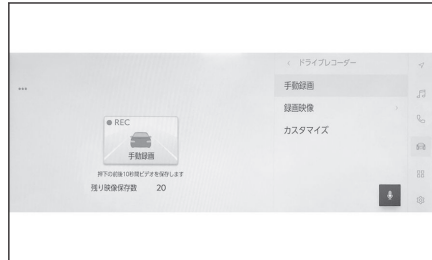 ドライブレコーダー
手動録画
録画映像
カスタマイズ
REC
手動録画
押下の前後10秒間ビデオを保存します
残り映像保存数 20